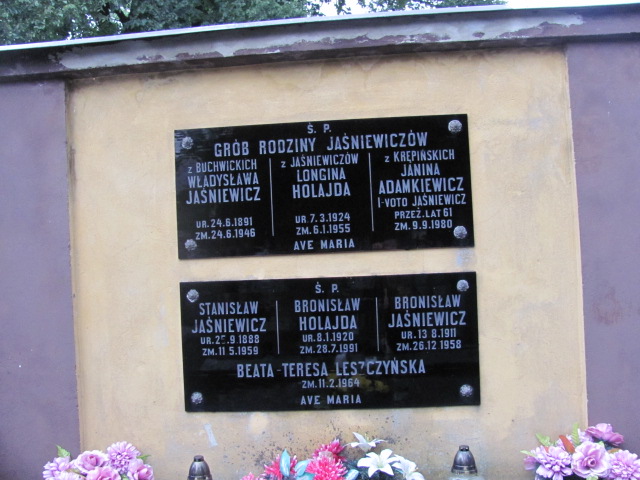 Ś. P.
GRÓB RODZINY JAŚNIEWICZÓW
z BUCHWICKICH
WŁADYSŁAWA
JAŚNIEWICZ
UR. 24.6.1891
ZM. 24.6.1946
z JAŚNIEWICZÓW
LONGINA
HOLAJDA
UR. 7.3.1924
ZM. 6.1.1955
z KRĘPIŃSKICH
JANINA
ADAMKIEWICZ
I-VOTO JAŚNIEWICZ
PRZEŻ. LAT 61
ZM. 9.9.1980
AVE MARIA
Ś. P.
STANISŁAW
JAŚNIEWICZ
UR. 9.1888
ZM. 11 5.1959
BRONISŁAW
HOLAJDA
UR. 8.1.1920
ZM. 28.7.1991
BRONISŁAW
JAŚNIEWICZ
UR. 13 8.1911
ZM. 26.12 1958
BEATA-TERESA LESZCZYŃSKA
ZM. 11.2.1964
AVE MARIA